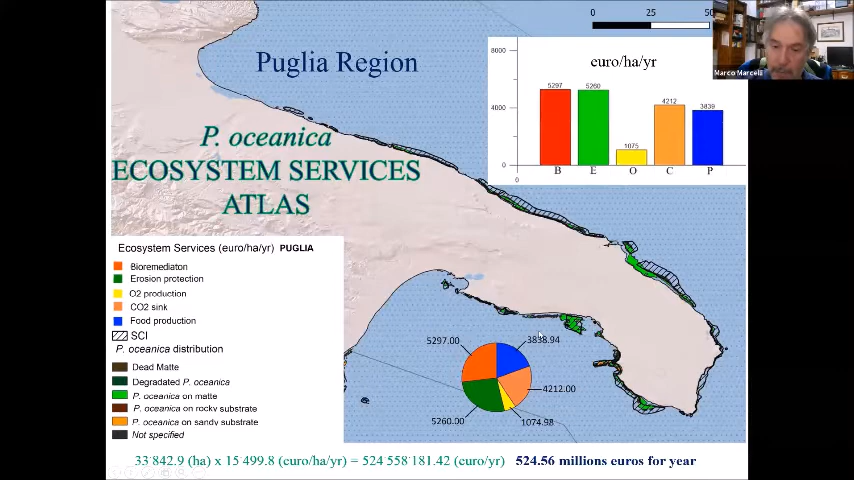 0 25 50
Marco Marcelli
Puglia Region
euro/ha/yr
8000
4000
0
0
5297 5260 1075 4212 3839
B E O C P
P. oceanica
ECOSYSTEM SERVICES
ATLAS
Ecosystem Services (euro/ha/yr) PUGLIA
Bioremediaton
Erosion protection
O2 production
CO2 sink
Food production
SCI
P. oceanica distribution
Dead Matte
Degradated P. oceanica
P. oceanica on matte
P. oceanica on rocky substrate
P. oceanica on sandy substrate
Not specified
5297.00
3838.94
4212.00
1074.98
5260.00
33'842.9 (ha) x 15'499.8 (euro/ha/yr) = 524'558'181.42 (euro/yr) 524.56 millions euros for year